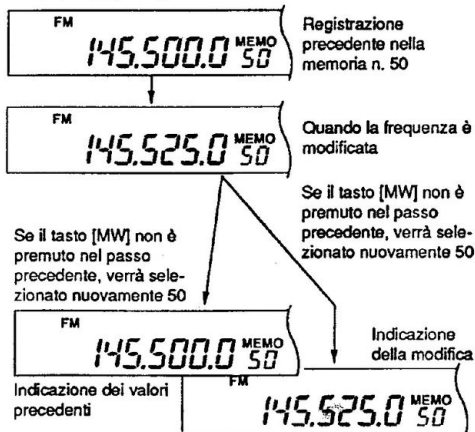 FM
145.500.0 MEMO 50
Registrazione
precedente nella
memoria n. 50
FM
145.525.0 MEMO 50
Quando la frequenza è
modificata
Se il tasto [MW] non è
premuto nel passo
precedente, verrà sele-
zionato nuovamente 50
Se il tasto [MW] non è
premuto nel passo
precedente, verrà sele-
zionato nuovamente 50
FM
145.500.0 MEMO 50
Indicazione dei valori
precedenti
Indicazione
della modifica
FM
145.525.0 MEMO 50